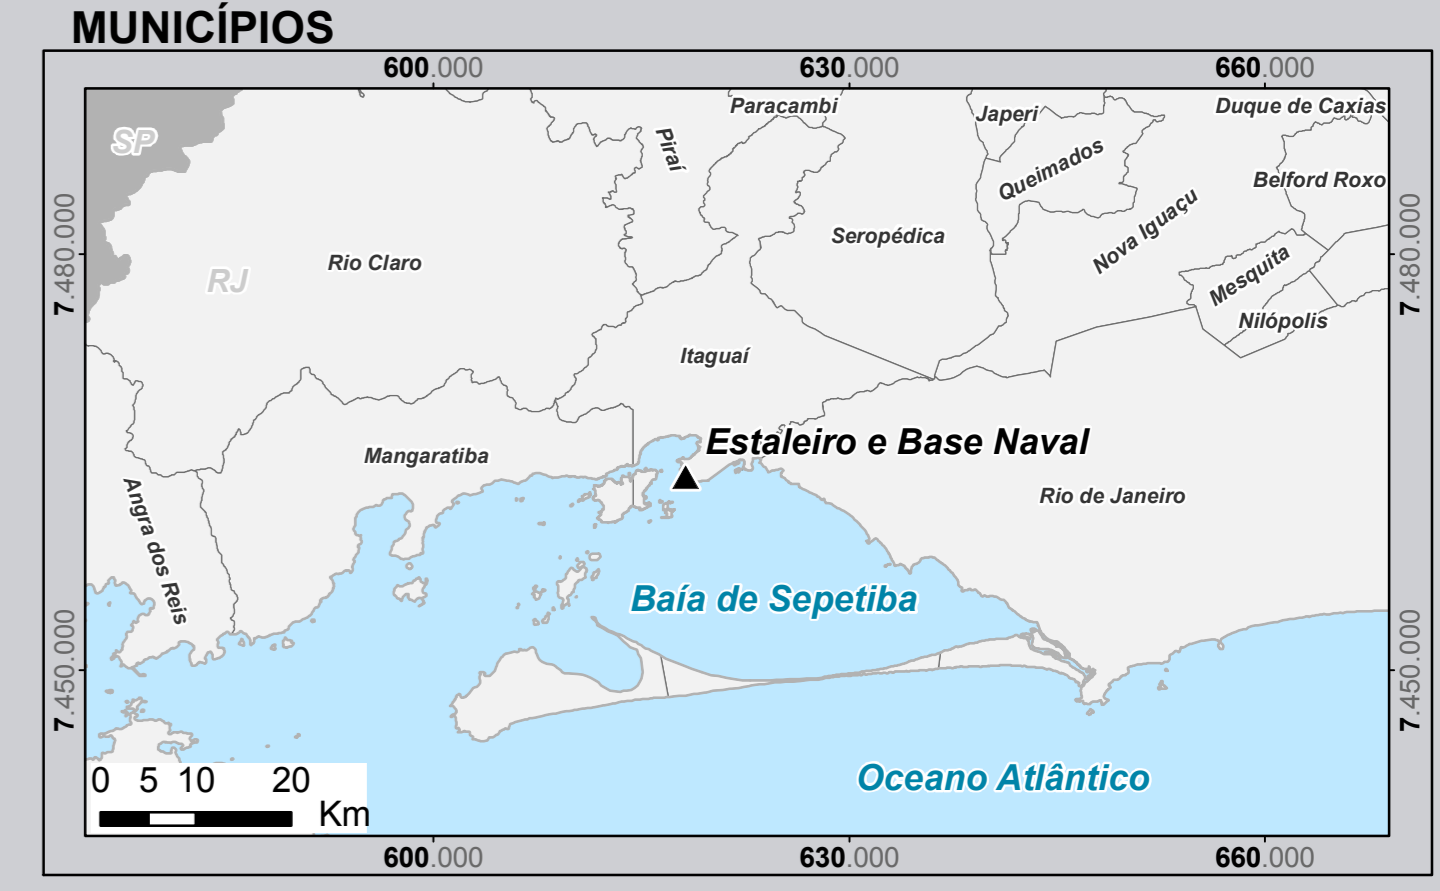 MUNICÍPIOS
600.000
630.000
660.000
Paracambi
Japeri
Duque de Caxias
SP
Piraí
Queimados
Belford Roxo
7.480.000
7.480.000
Seropédica
Nova Iguaçu
Rio Claro
RJ
Mesquita
Nilópolis
Itaguaí
Estaleiro e Base Naval
Mangaratiba
Rio de Janeiro
Angra dos Reis
Baía de Sepetiba
7.450.000
7.450.000
Oceano Atlântico
0 5 10 20
Km
600.000
630.000
660.000